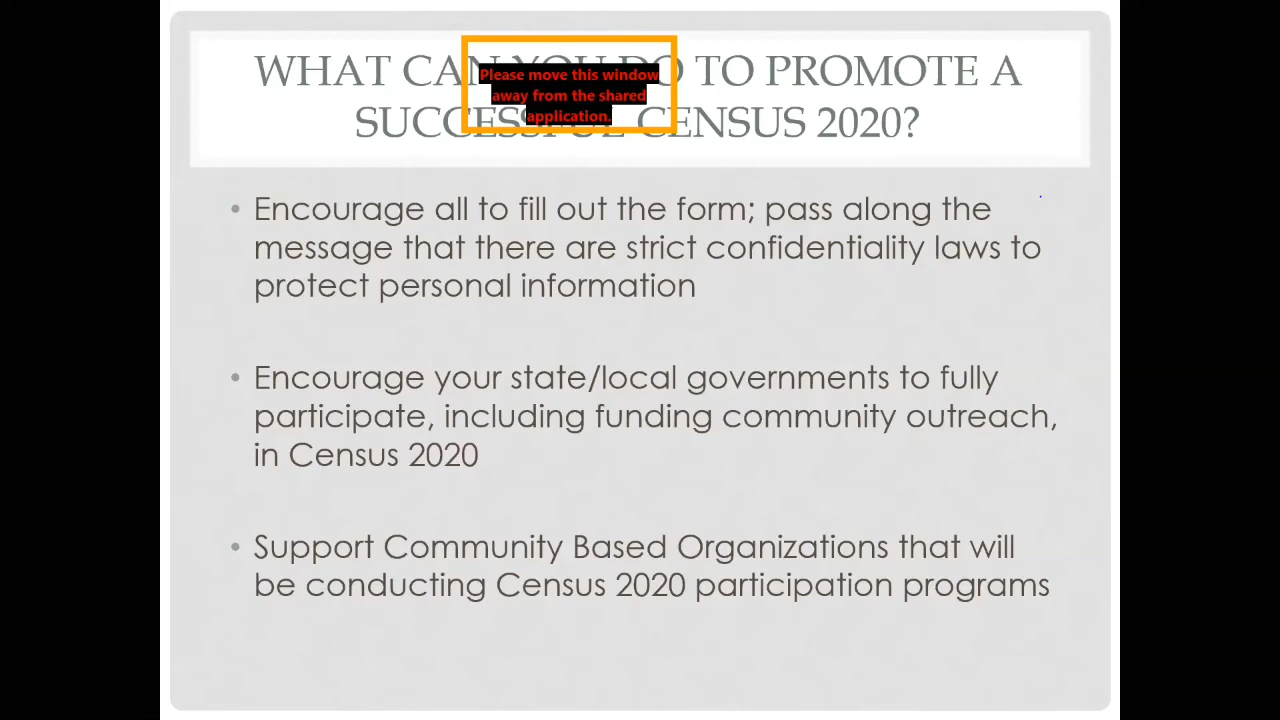 WHAT CAN YOU DO TO PROMOTE A
SUCCESSFUL CENSUS 2020?
Please move this window
away from the shared
application.
• Encourage all to fill out the form; pass along the
message that there are strict confidentiality laws to
protect personal information
• Encourage your state/local governments to fully
participate, including funding community outreach,
in Census 2020
• Support Community Based Organizations that will
be conducting Census 2020 participation programs